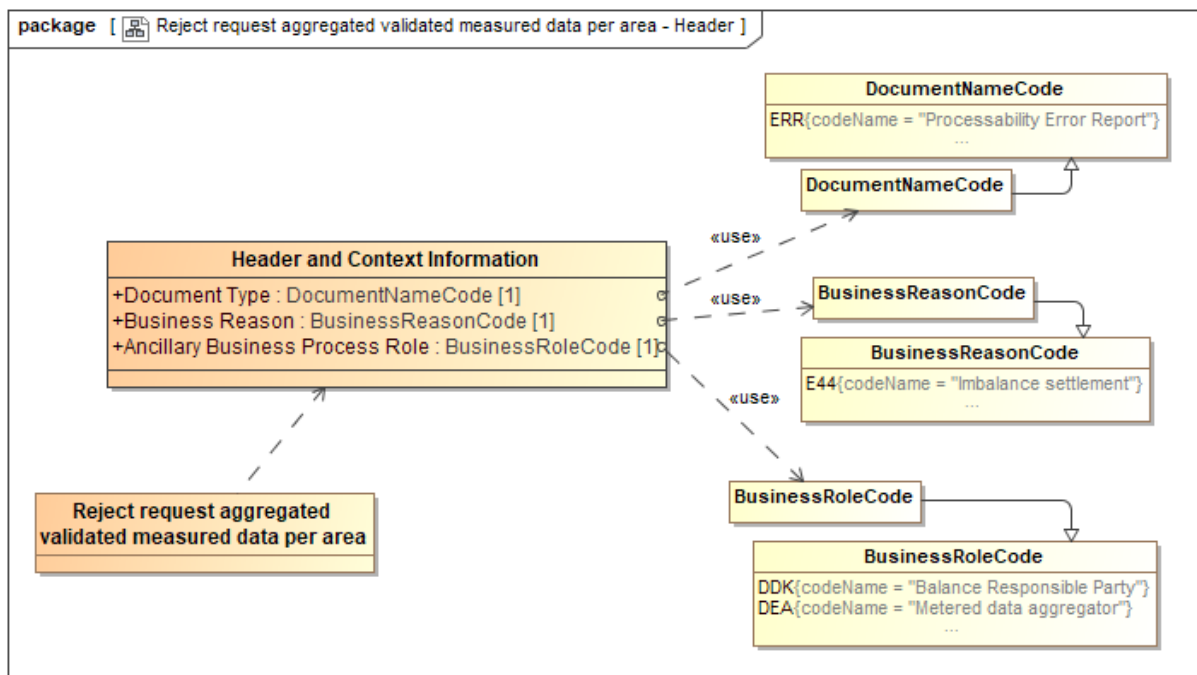 package [ Reject request aggregated validated measured data per area - Header ]
DocumentNameCode
ERR{codeName = "Processability Error Report"}
...
DocumentNameCode
«use»
Header and Context Information
+Document Type : DocumentNameCode [1]
+Business Reason : BusinessReasonCode [1]
+Ancillary Business Process Role : BusinessRoleCode [1]
«use»
BusinessReasonCode
BusinessReasonCode
E44{codeName = "Imbalance settlement"}
...
«use»
Reject request aggregated
validated measured data per area
BusinessRoleCode
BusinessRoleCode
DDK{codeName = "Balance Responsible Party"}
DEA{codeName = "Metered data aggregator"}
...